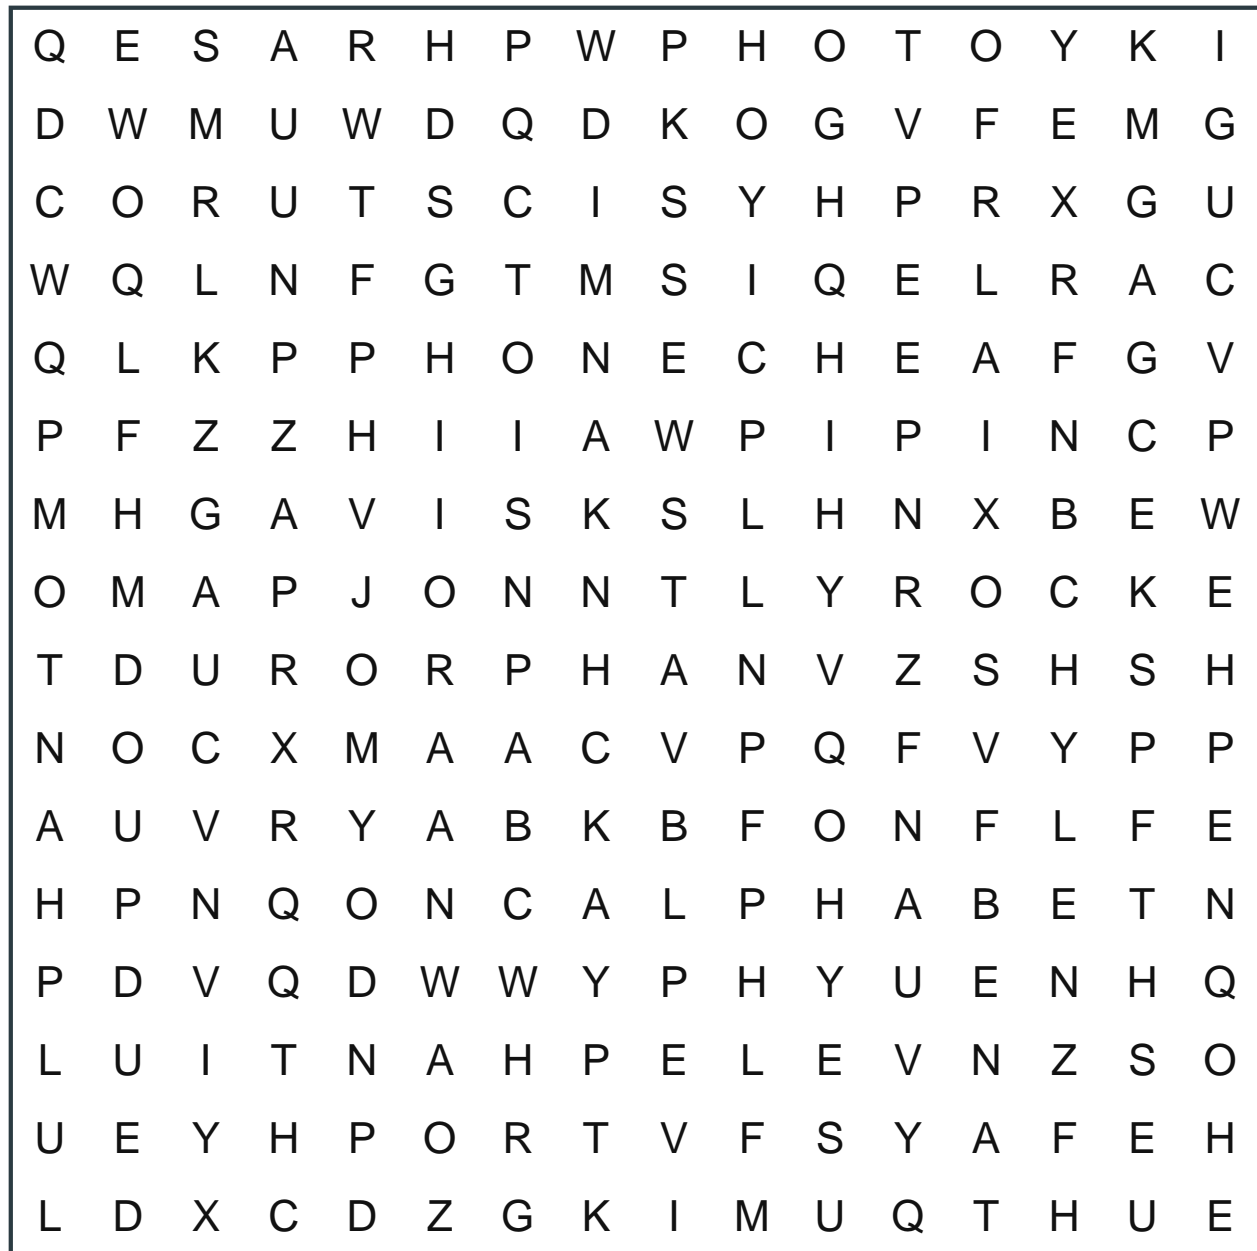 Q E S A R H P W P H O T O Y K I
D W M U W D Q D K O G V F E M G
C O R U T S C I S Y H P R X G U
W Q L N F G T M S I Q E L R A C
Q L K P P H O N E C H E A F G V
P F Z Z H I I A W P I P I N C P
M H G A V I S K S L H N X B E W
O M A P J O N N T L Y R O C K E
T D U R O R P H A N V Z S H S H
N O C X M A A C V P Q F V Y P P
A U V R Y A B K B F O N F L F E
H P N Q O N C A L P H A B E T N
P D V Q D W W Y P H Y U E N H Q
L U I T N A H P E L E V N Z S O
U E Y H P O R T V F S Y A F E H
L D X C D Z G K I M U Q T H U E